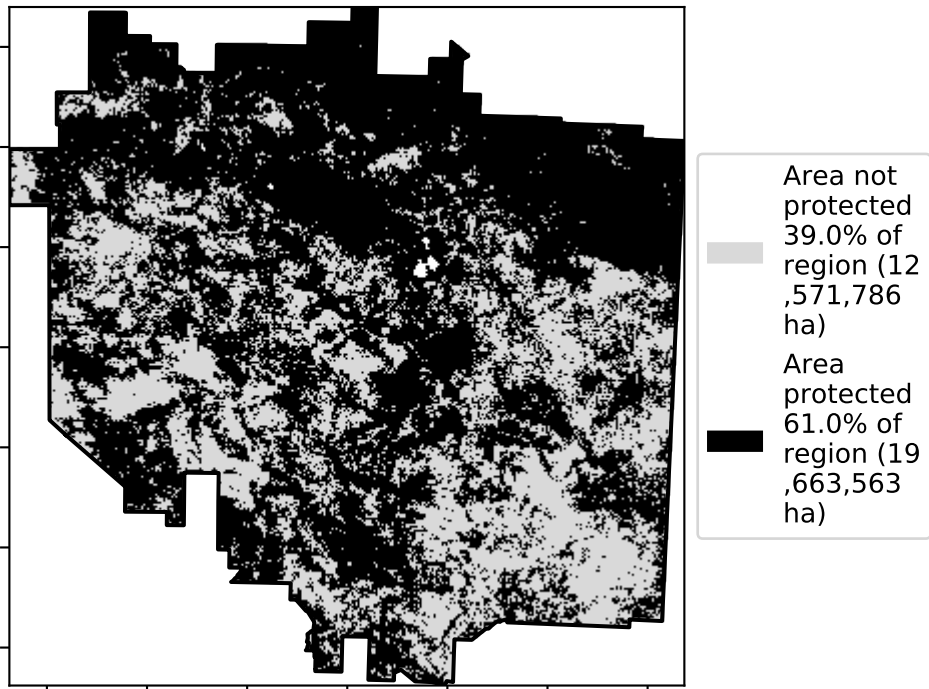 Area not
protected
39.0% of
region (12
,571,786
ha)
Area
protected
61.0% of
region (19
,663,563
ha)